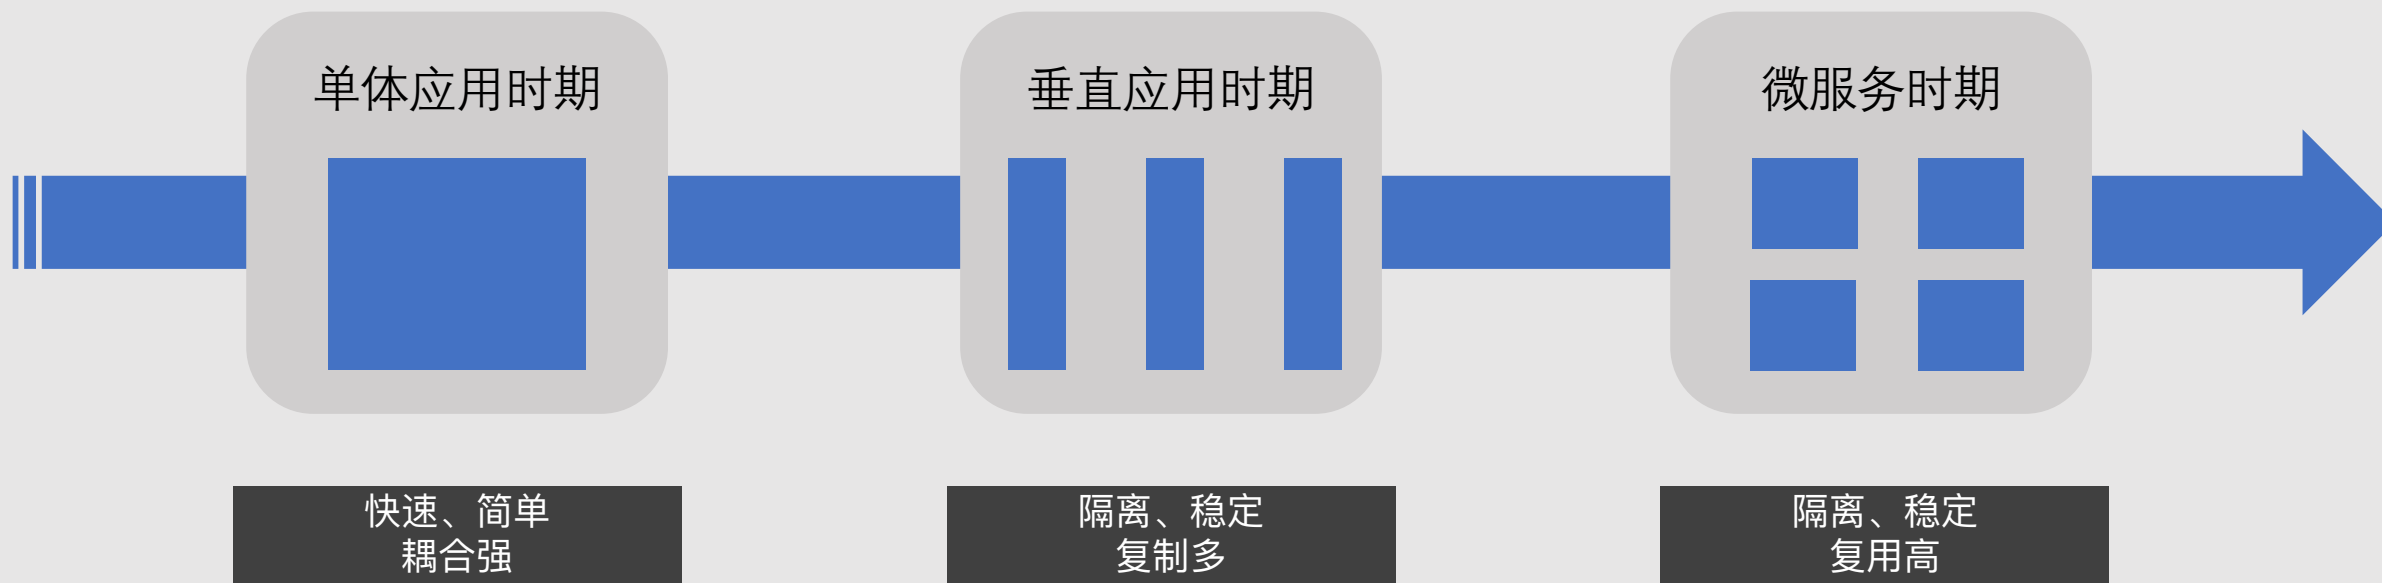 单体应用时期
垂直应用时期
微服务时期
快速、简单
耦合强
隔离、稳定
复制多
隔离、稳定
复用高